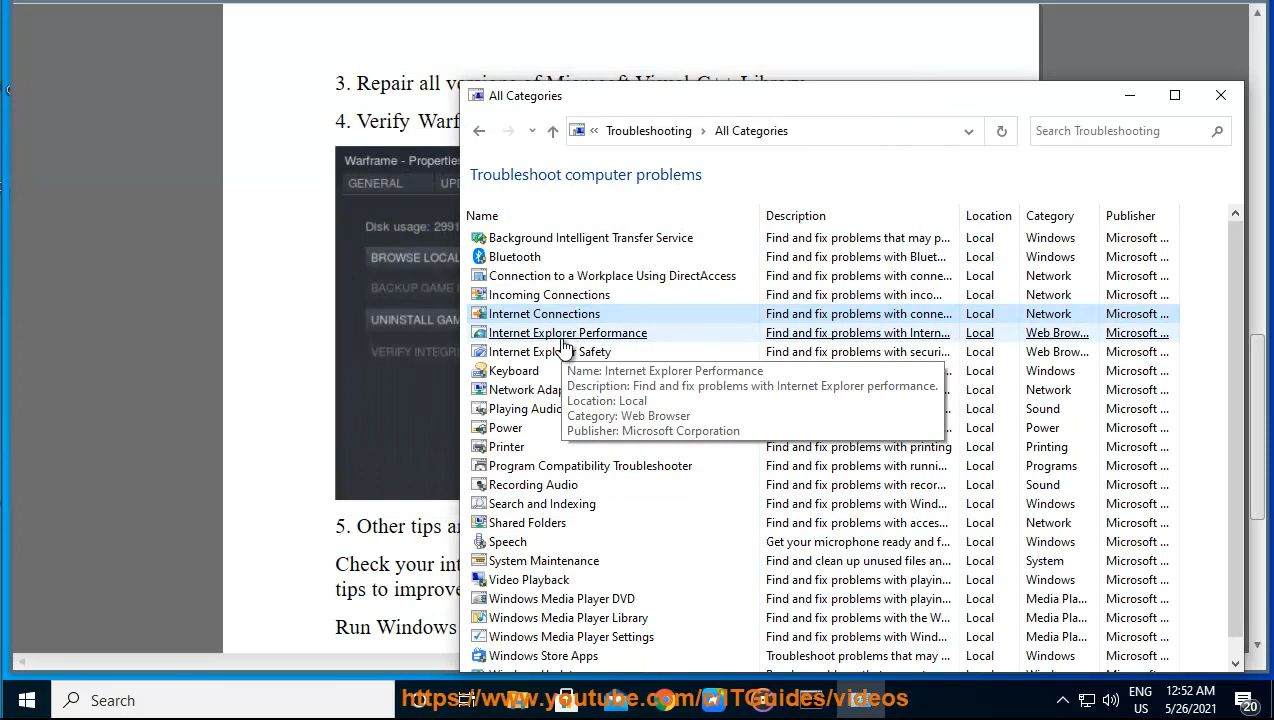 3. Repair all versions of Microsoft Visual C++ Library
4. Verify Warf
Warframe - Properties
GENERAL
UPD
Disk usage: 2991
BROWSE LOCAL
BACKUP GAME
UNINSTALL GAM
VERIFY INTEGRI
5. Other tips a
Check your int
tips to improve
Run Windows
All Categories
« Troubleshooting › All Categories
Search Troubleshooting
Troubleshoot computer problems
Name Description Location Category Publisher
Background Intelligent Transfer Service Find and fix problems that may p... Local Windows Microsoft ...
Bluetooth Find and fix problems with Bluet... Local Windows Microsoft ...
Connection to a Workplace Using DirectAccess Find and fix problems with conne... Local Network Microsoft ...
Incoming Connections Find and fix problems with inco... Local Network Microsoft ...
Internet Connections Find and fix problems with conne... Local Network Microsoft ...
Internet Explorer Performance Find and fix problems with Intern... Local Web Brow... Microsoft ...
Internet Explorer Safety Find and fix problems with securi... Local Web Brow... Microsoft ...
Keyboard Windows Microsoft ...
Network Adap Network Microsoft ...
Playing Audio Sound Microsoft ...
Power Power Microsoft ...
Name: Internet Explorer Performance
Description: Find and fix problems with Internet Explorer performance.
Location: Local
Category: Web Browser
Publisher: Microsoft Corporation
Printer Find and fix problems with printing Local Printing Microsoft ...
Program Compatibility Troubleshooter Find and fix problems with runni... Local Programs Microsoft ...
Recording Audio Find and fix problems with recor... Local Sound Microsoft ...
Search and Indexing Find and fix problems with Wind... Local Windows Microsoft ...
Shared Folders Find and fix problems with acces... Local Network Microsoft ...
Speech Get your microphone ready and f... Local Windows Microsoft ...
System Maintenance Find and clean up unused files an... Local System Microsoft ...
Video Playback Find and fix problems with playin... Local Windows Microsoft ...
Windows Media Player DVD Find and fix problems with playin... Local Media Pla... Microsoft ...
Windows Media Player Library Find and fix problems with the W... Local Media Pla... Microsoft ...
Windows Media Player Settings Find and fix problems with Wind... Local Media Pla... Microsoft ...
Windows Store Apps Troubleshoot problems that may ... Local Windows Microsoft ...
Search
https://www.youtube.com/c/ITGuides/videos
ENG
US
12:52 AM
5/26/2021
20